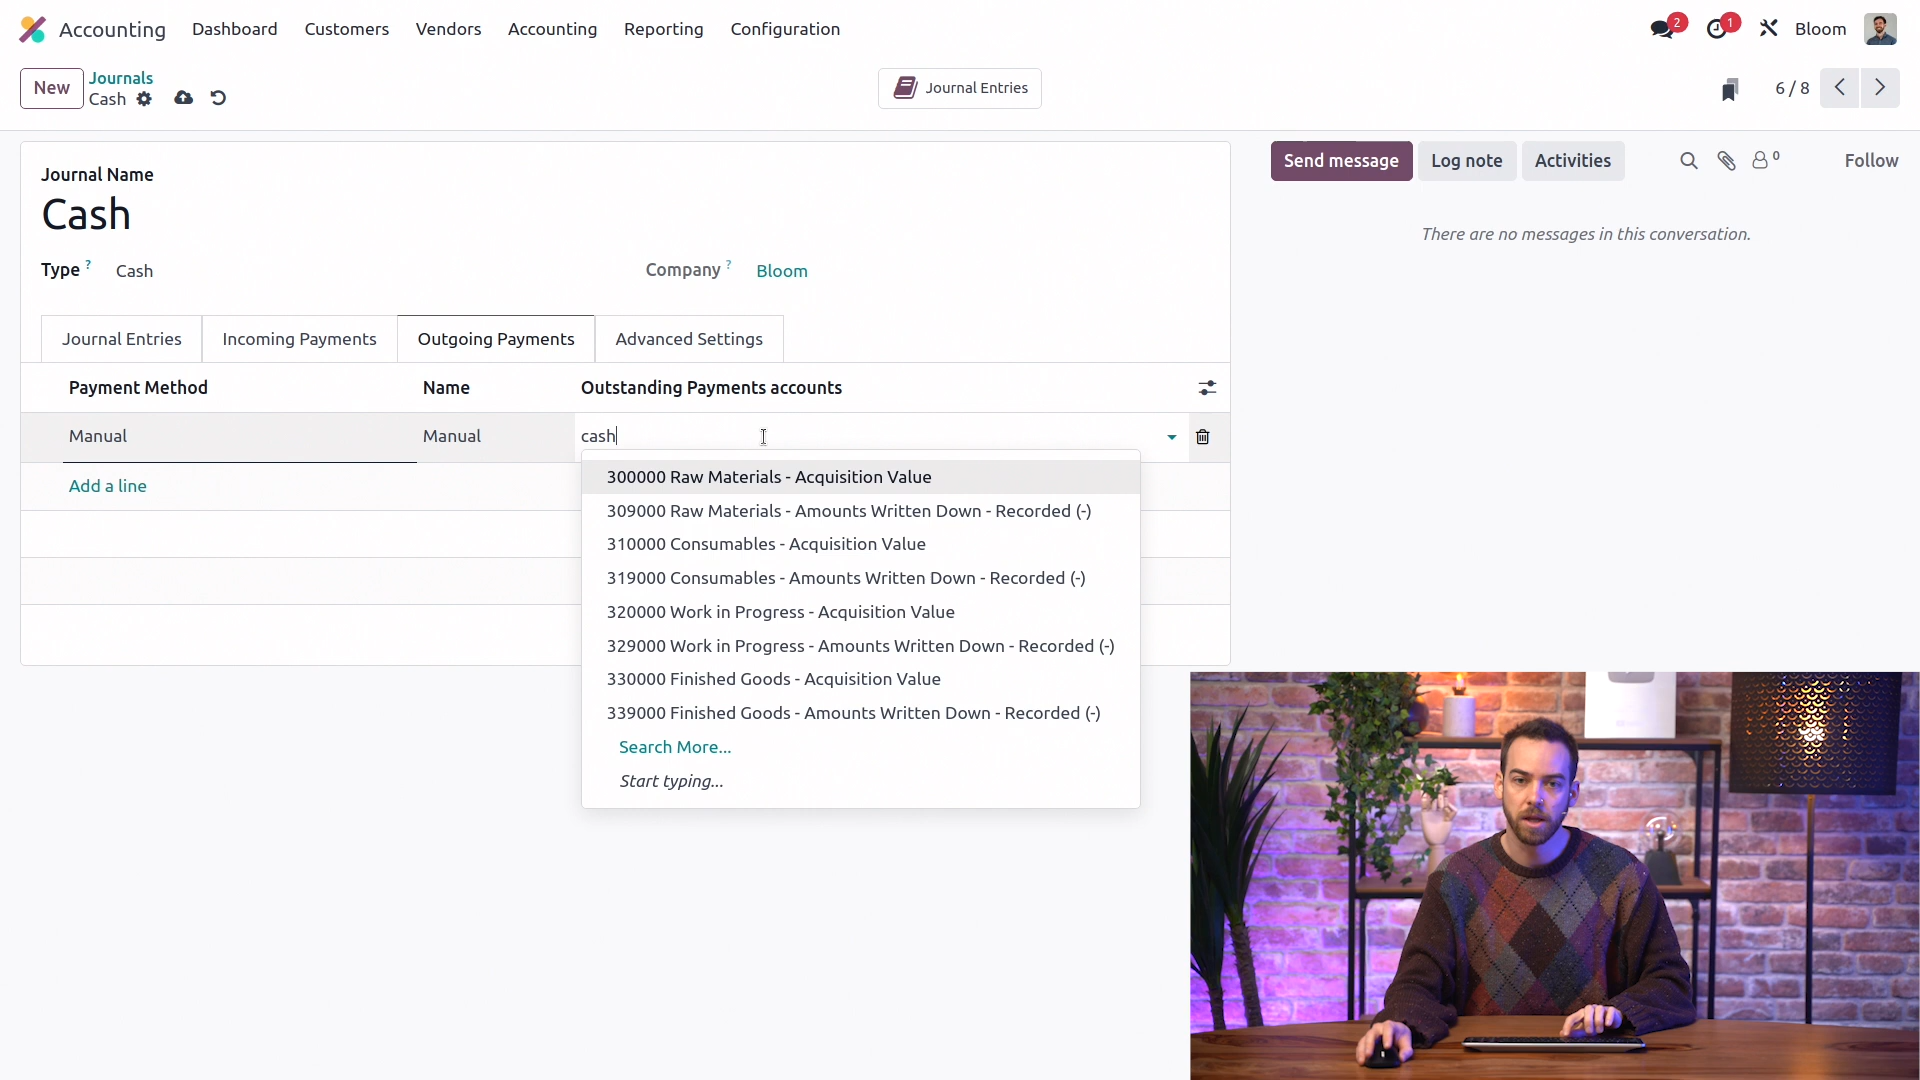 Accounting Dashboard Customers Vendors Accounting Reporting Configuration 2 1 Bloom
New Journals
Cash
Journal Entries
6 / 8
Journal Name
Cash
Type ? Cash Company ? Bloom
Journal Entries Incoming Payments Outgoing Payments Advanced Settings
Payment Method Name Outstanding Payments accounts
Manual Manual cash
Add a line
300000 Raw Materials - Acquisition Value
309000 Raw Materials - Amounts Written Down - Recorded (-)
310000 Consumables - Acquisition Value
319000 Consumables - Amounts Written Down - Recorded (-)
320000 Work in Progress - Acquisition Value
329000 Work in Progress - Amounts Written Down - Recorded (-)
330000 Finished Goods - Acquisition Value
339000 Finished Goods - Amounts Written Down - Recorded (-)
Search More...
Start typing...
Send message Log note Activities 0 Follow
There are no messages in this conversation.